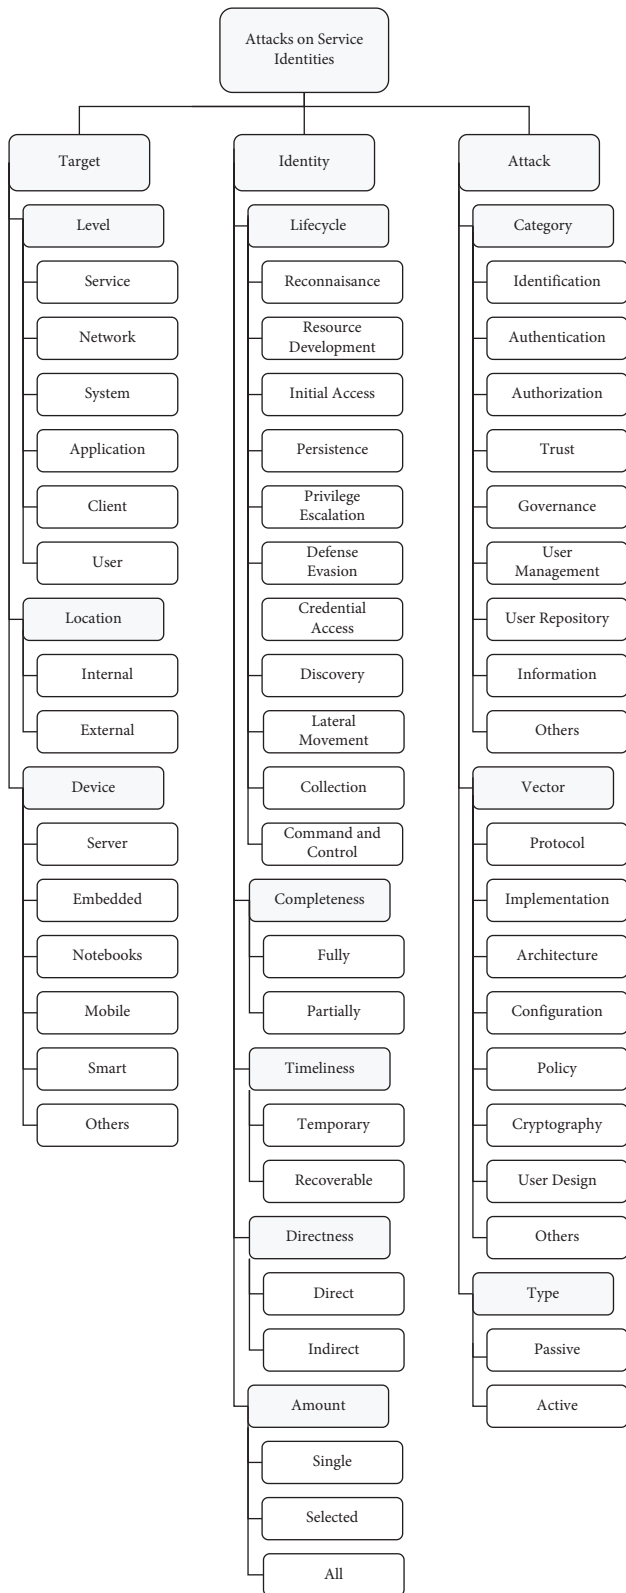 Attacks on Service
Identities
Target
Level
Service
Network
System
Application
Client
User
Location
Internal
External
Device
Server
Embedded
Notebooks
Mobile
Smart
Others
Identity
Lifecycle
Reconnaisance
Resource
Development
Initial Access
Persistence
Privilege
Escalation
Defense
Evasion
Credential
Access
Discovery
Lateral
Movement
Collection
Command and
Control
Completeness
Fully
Partially
Timeliness
Temporary
Recoverable
Directness
Direct
Indirect
Amount
Single
Selected
All
Attack
Category
Identification
Authentication
Authorization
Trust
Governance
User
Management
User Repository
Information
Others
Vector
Protocol
Implementation
Architecture
Configuration
Policy
Cryptography
User Design
Others
Type
Passive
Active